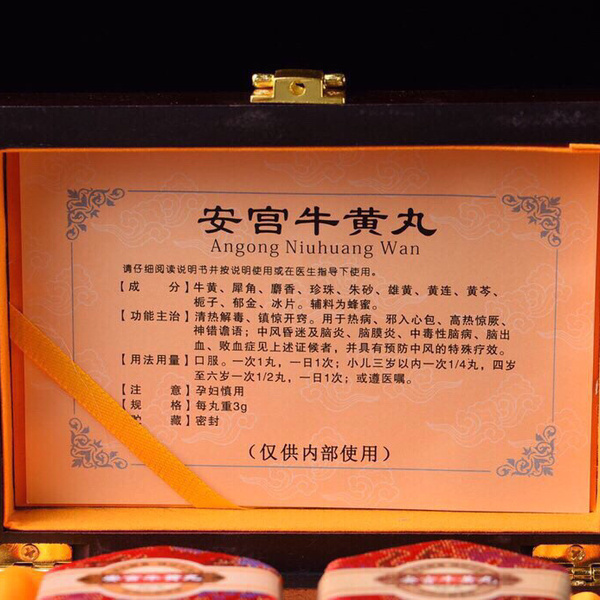 安宫牛黄丸
Angong Niuhuang Wan
请仔细阅读说明书并按说明使用或在医生指导下使用。
【成 分】牛黄、犀角、麝香、珍珠、朱砂、雄黄、黄连、黄芩、
栀子、郁金、冰片。辅料为蜂蜜。
【功能主治】清热解毒、镇惊开窍。用于热病、邪入心包、高热惊厥、
神错谵语；中风昏迷及脑炎、脑膜炎、中毒性脑病、脑出
血、败血症见上述证候者，并具有预防中风的特殊疗效。
【用法用量】口服。一次1丸，一日1次；小儿三岁以内一次1/4丸，四岁
至六岁一次1/2丸，一日1次；或遵医嘱。
【注 意】孕妇慎用
【规 格】每丸重3g
藏】密封
（仅供内部使用）
安宫牛黄丸
安宫牛黄丸